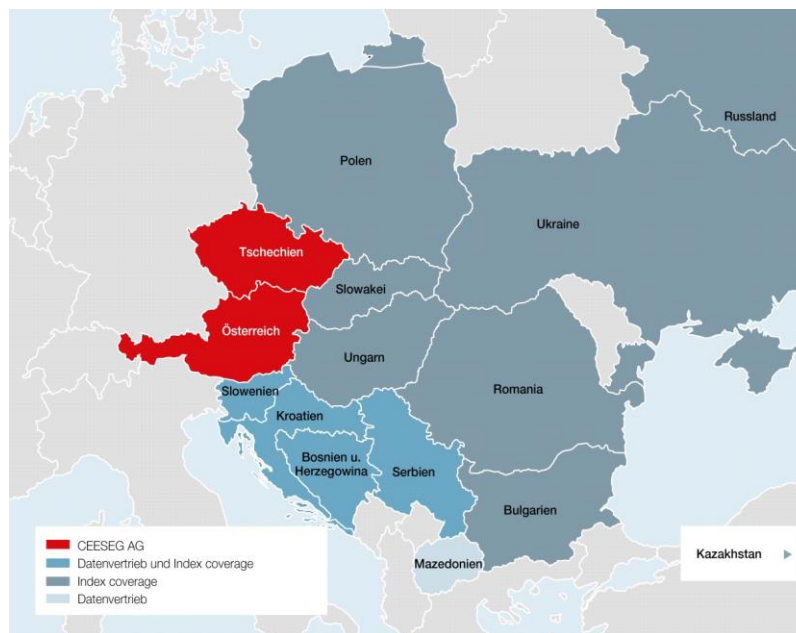 Russland
Polen
Ukraine
Tschechien
Slowakei
Österreich
Ungarn
Slowenien
Romania
Kroatien
Bosnien u.
Herzegowina
Serbien
Bulgarien
CEESEG AG
Datenvertrieb und Index coverage
Index coverage
Datenvertrieb
Mazedonien
Kazakhstan